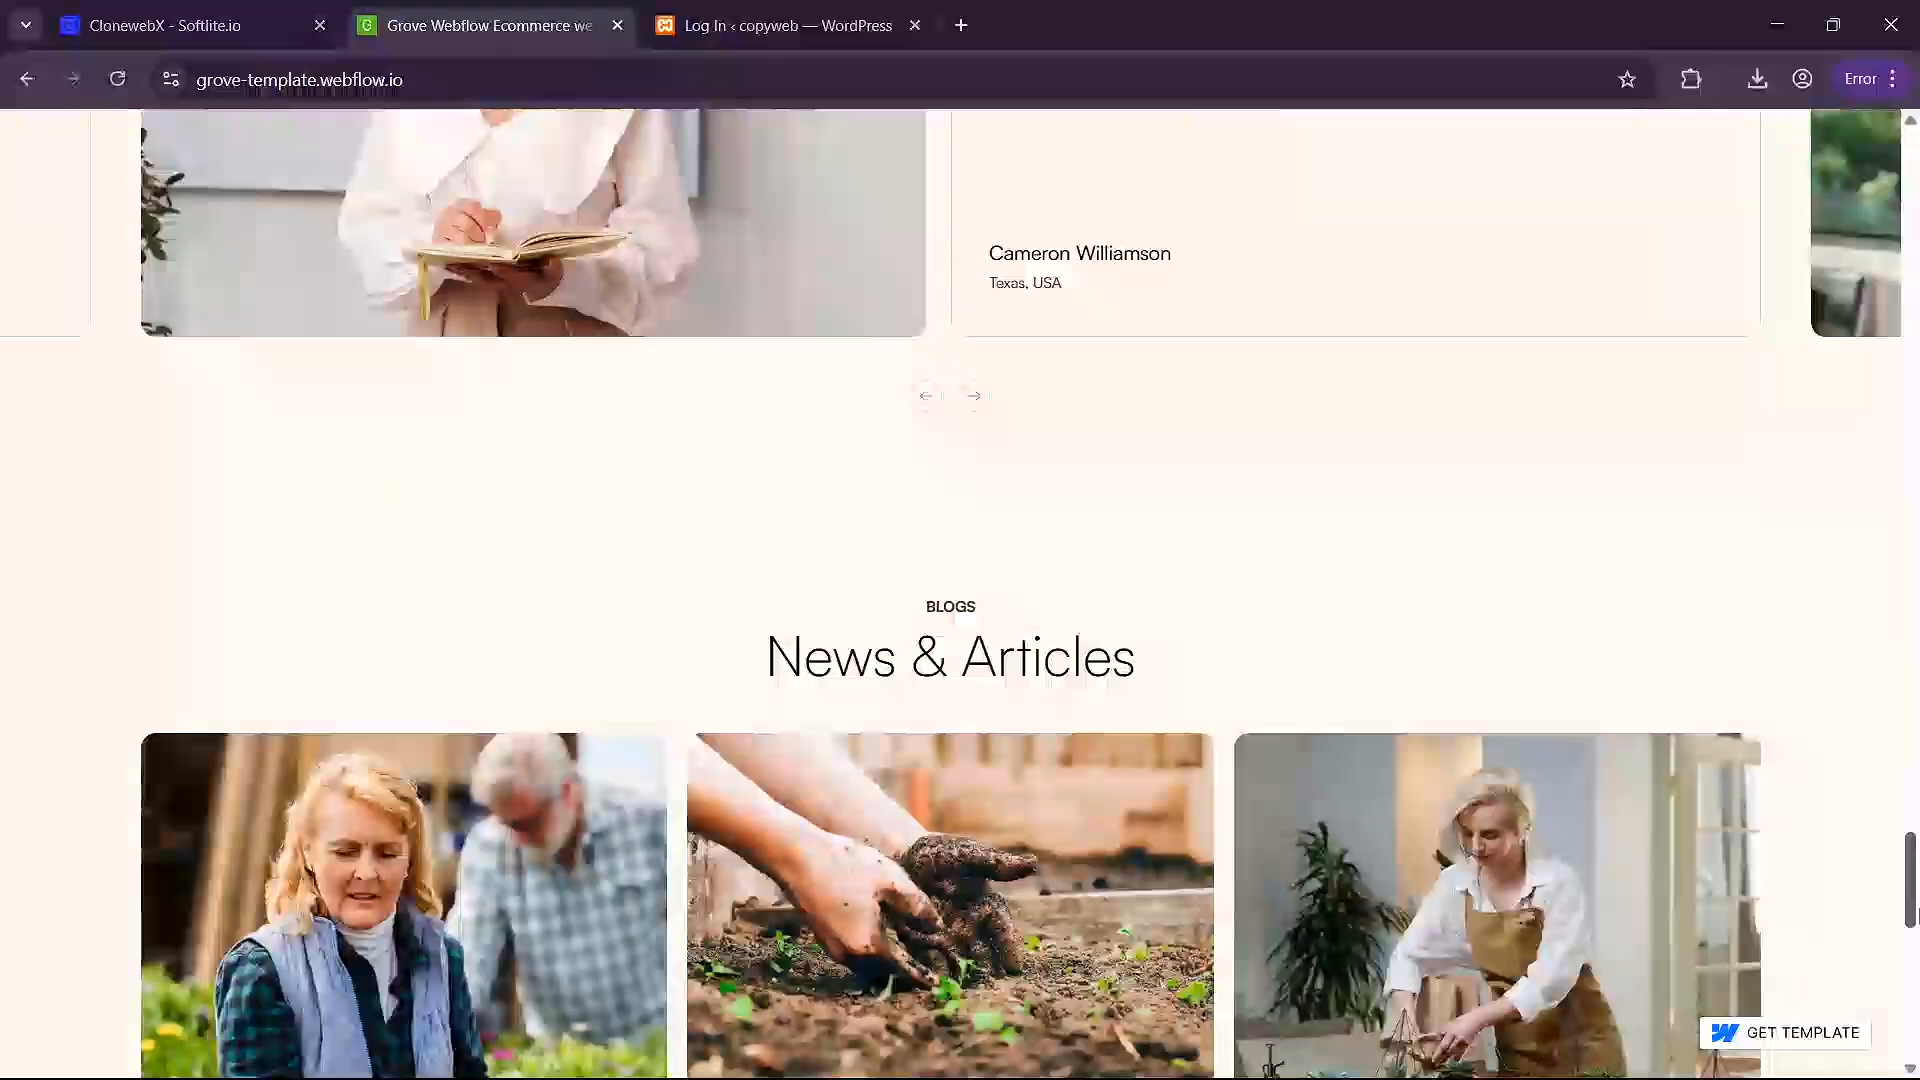 ClonewebX - Softlite.io
Grove Webflow Ecommerce we
Log In ‹ copyweb — WordPress
grove-template.webflow.io
Error
Cameron Williamson
Texas, USA
BLOGS
News & Articles
GET TEMPLATE